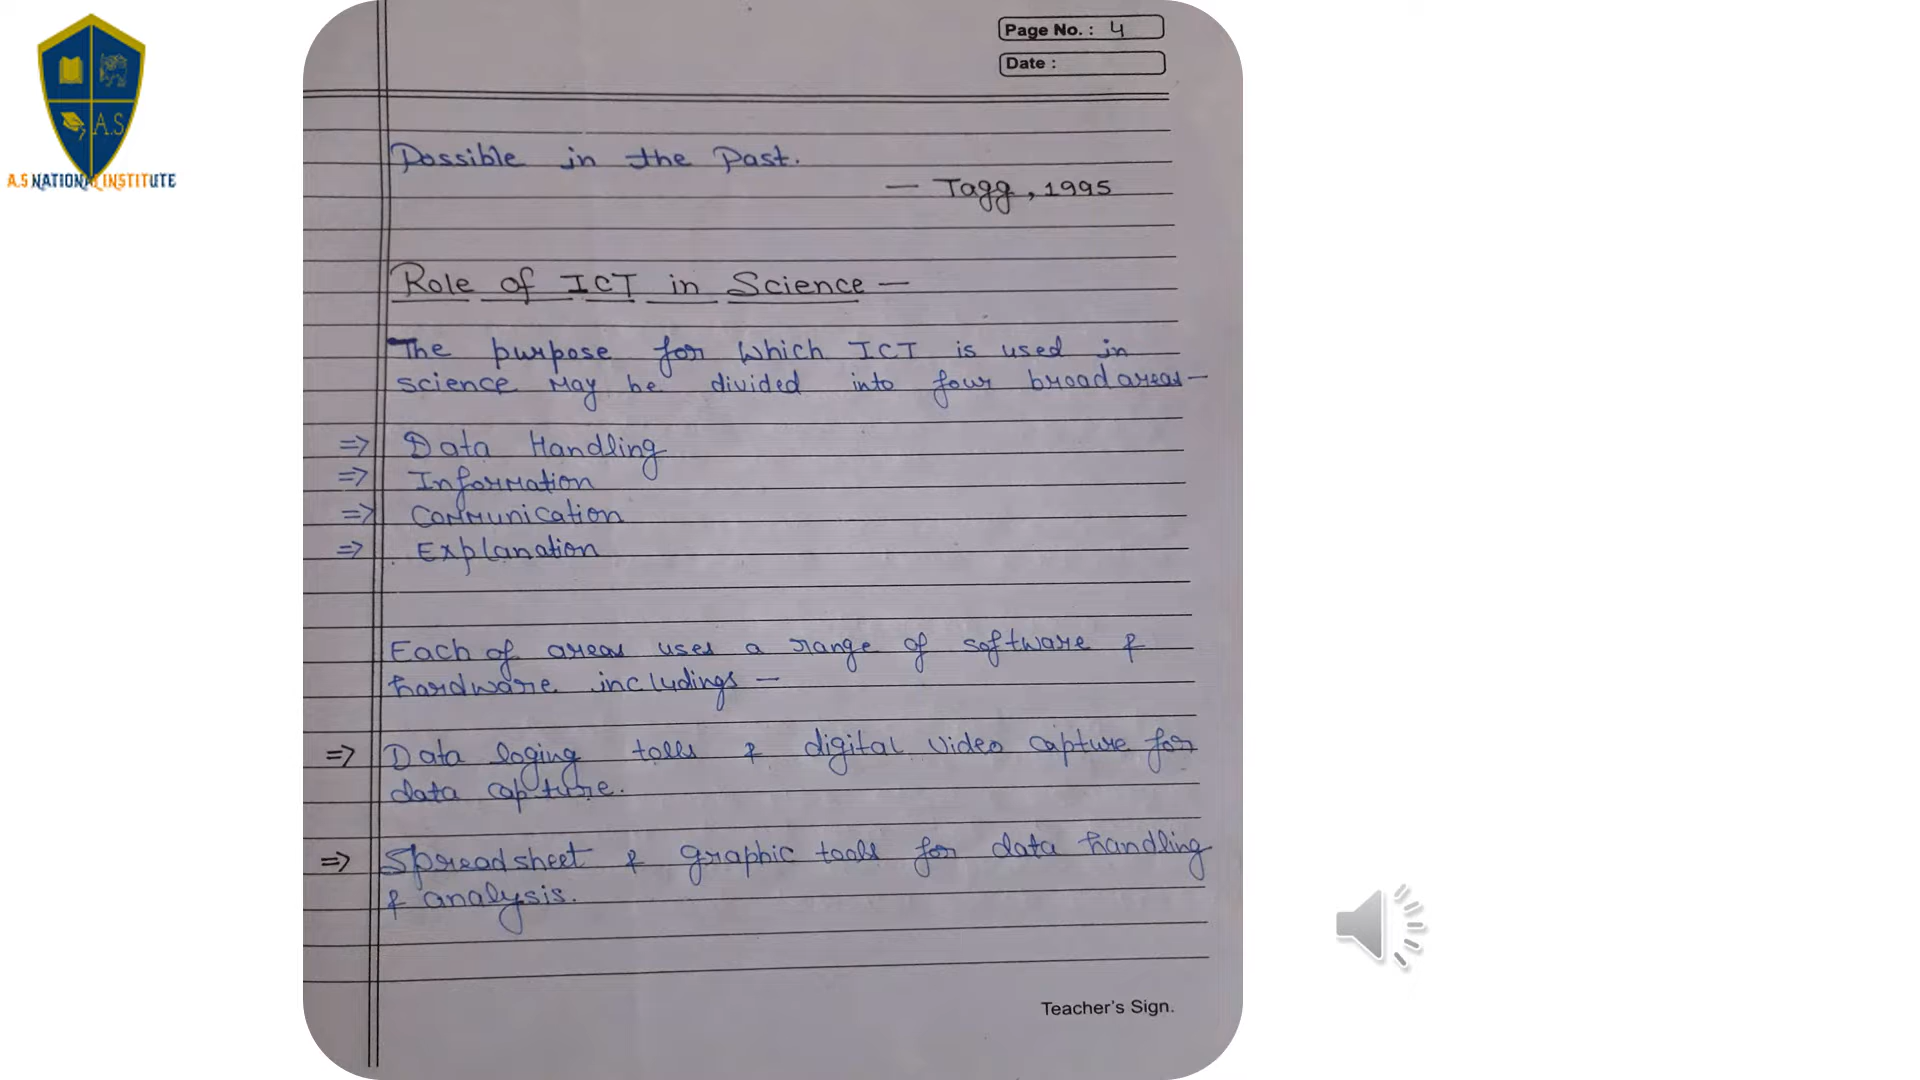 A.S
A.S NATIONAL INSTITUTE
Page No. : 4
Date :
Possible in the Past.
— Tagg, 1995
Role of ICT in Science —
The purpose for which ICT is used in
science May be divided into four broad areas —
=> Data Handling
=> Information
=> Communication
=> Explanation
Each of areas uses a range of software &
hardware includings —
=> Data loging tolls & digital video capture for
data capture.
=> Spreadsheet & graphic tools for data handling
& analysis.
Teacher's Sign.